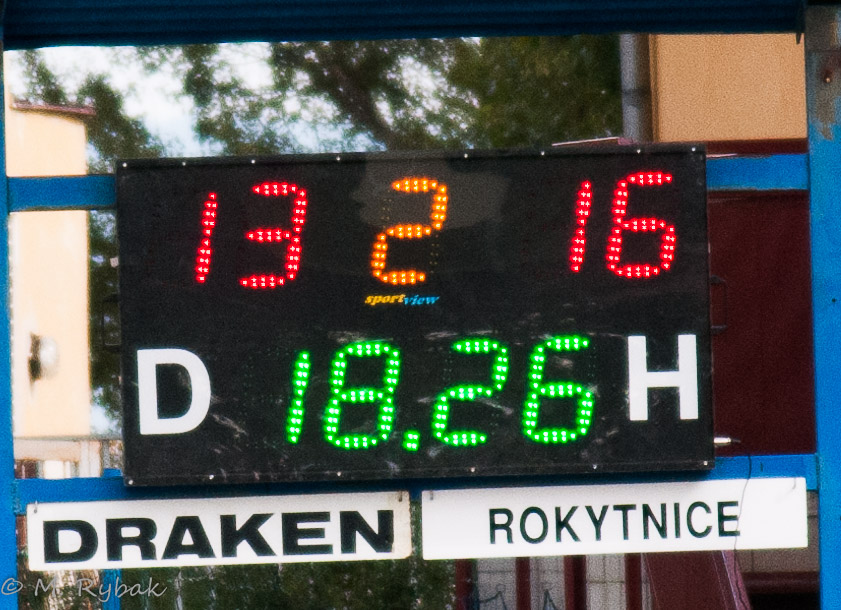 13 2 16
sportview
D 18.26 H
DRAKEN ROKYTNICE
© M. Rybak